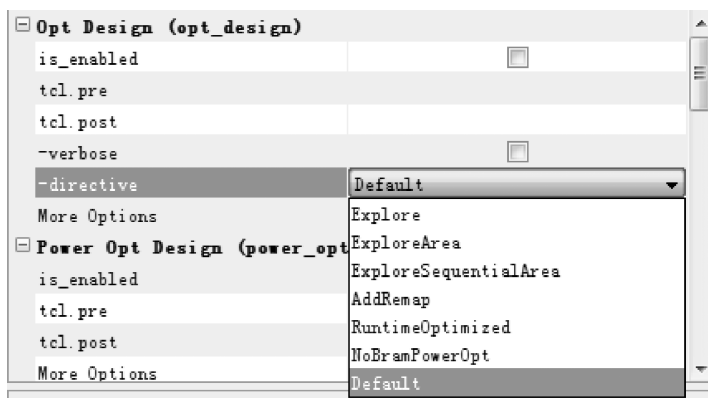 Opt Design (opt_design)
is_enabled
tcl.pre
tcl.post
-verbose
-directive Default
More Options Explore
Power Opt Design (power_opt ExploreArea
ExploreSequentialArea
is_enabled
AddRemap
tcl.pre
RuntimeOptimized
tcl.post
NoBramPowerOpt
More Options
Default